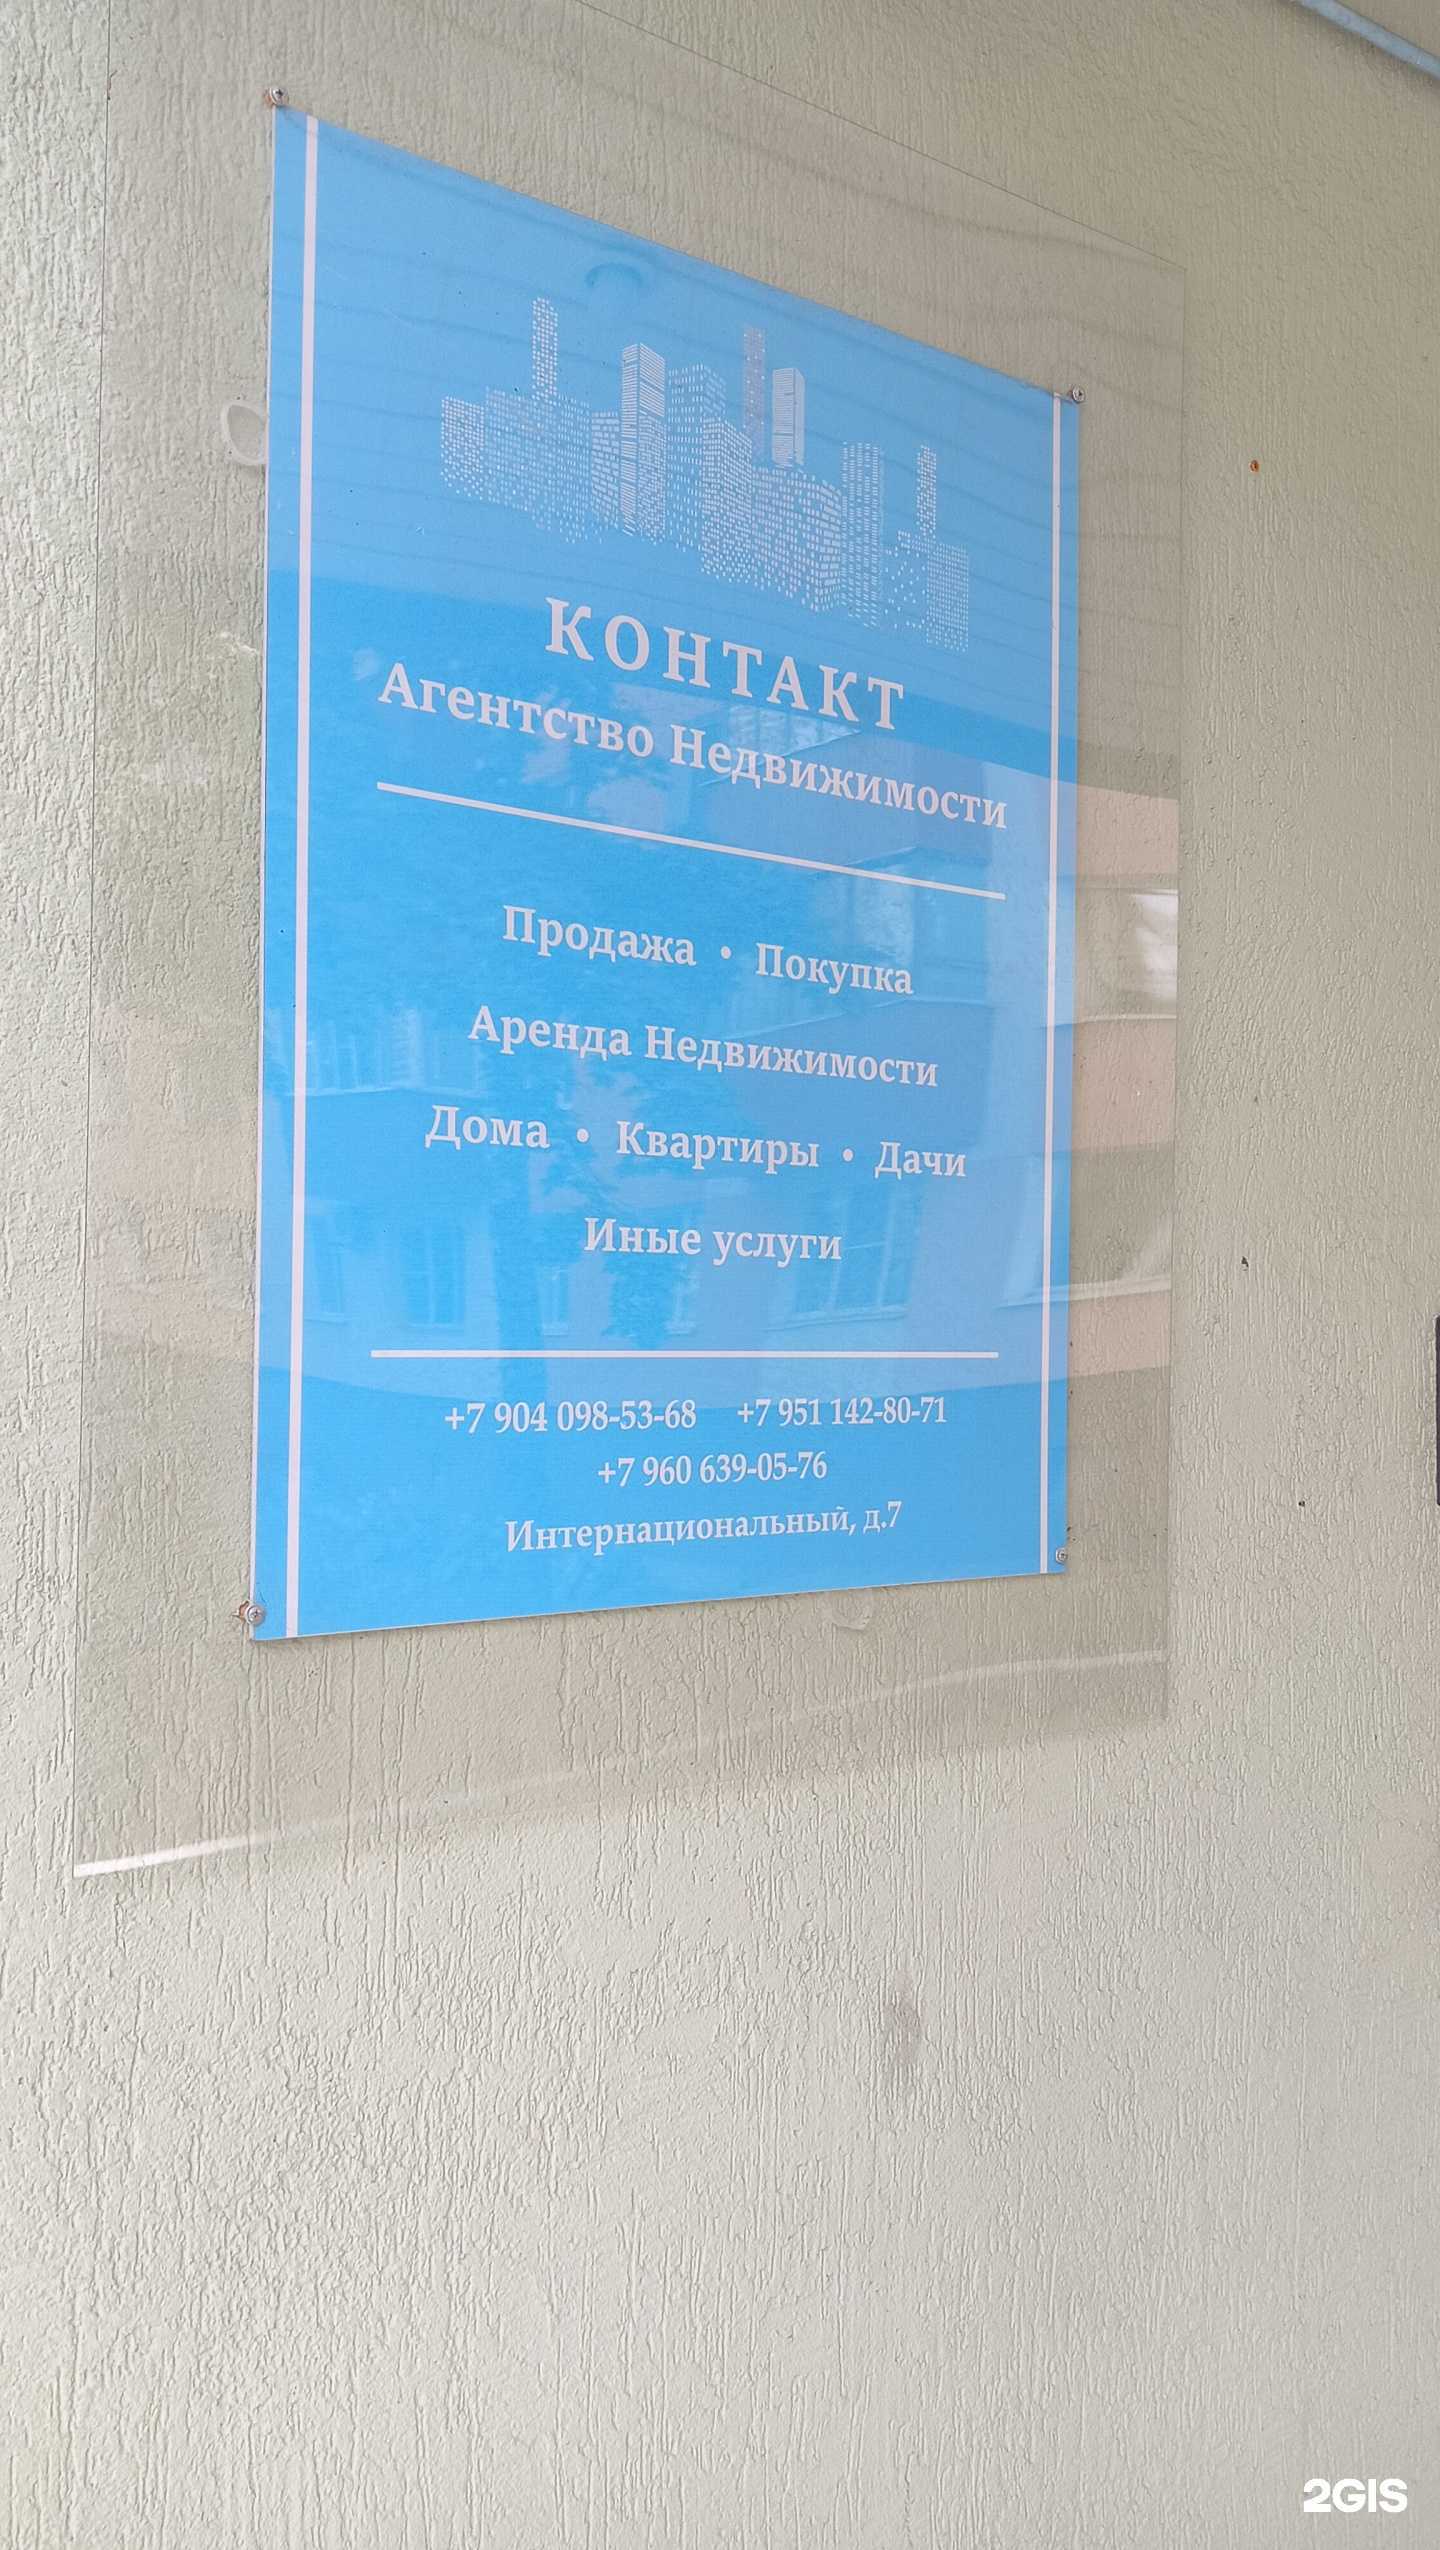 КОНТАКТ
Агентство Недвижимости
Продажа • Покупка
Аренда Недвижимости
Дома • Квартиры • Дачи
Иные услуги
+7 904 098-53-68 +7 951 142-80-71
+7 960 639-05-76
Интернациональный, д.7
2GIS